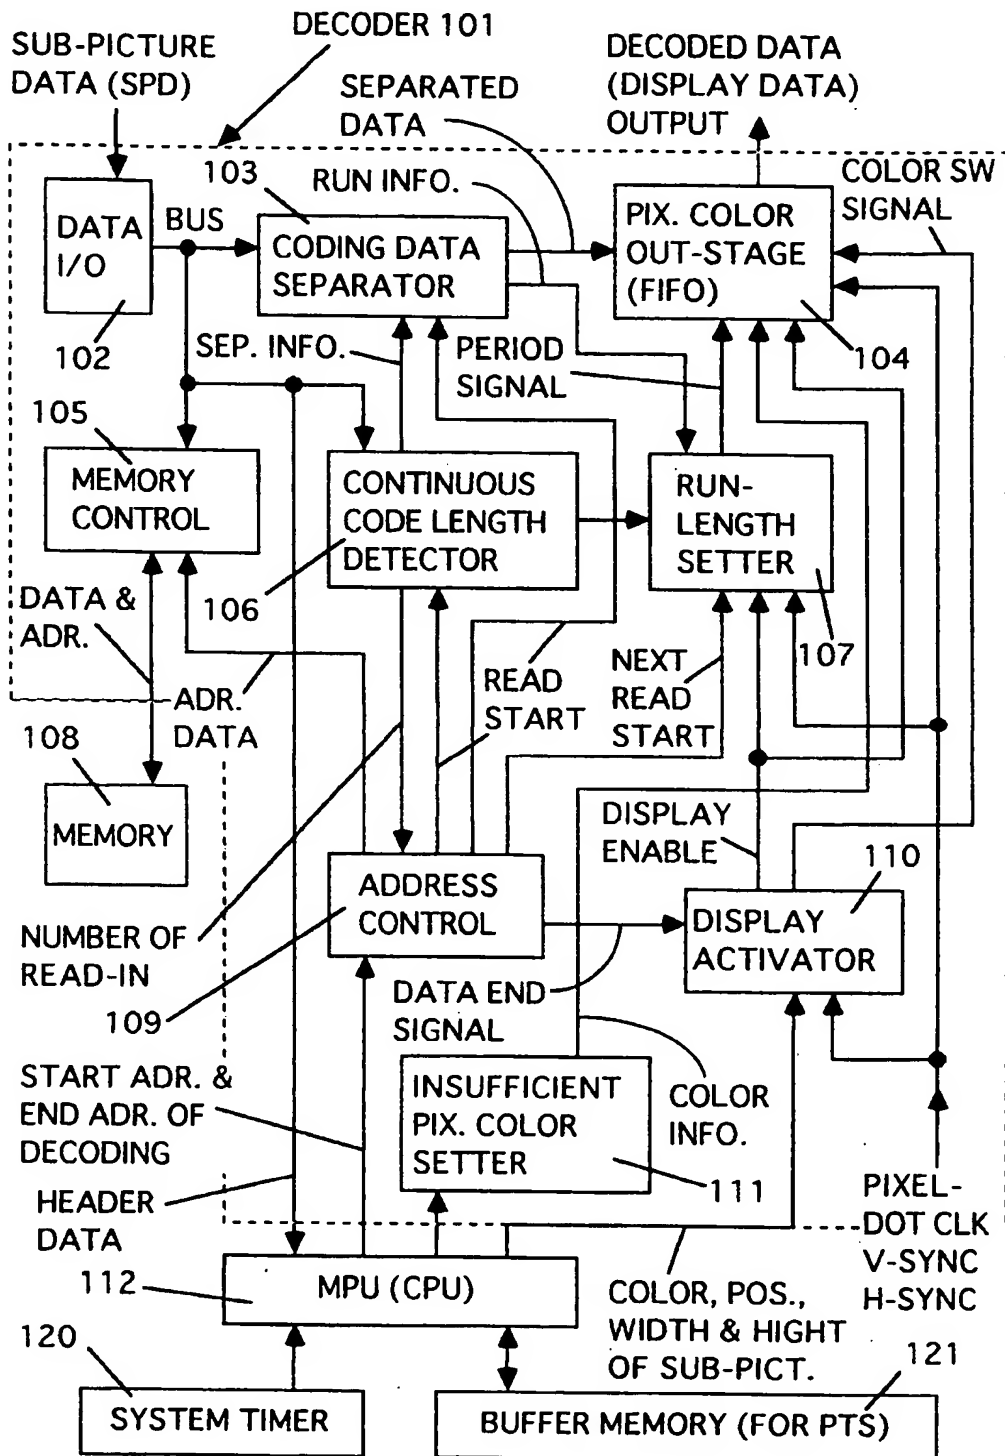 DECODER 101
SUB-PICTURE
DATA (SPD)
SEPARATED
DATA
DECODED DATA
(DISPLAY DATA)
OUTPUT
103
RUN INFO.
COLOR SW
SIGNAL
DATA
I/O
BUS
CODING DATA
SEPARATOR
PIX. COLOR
OUT-STAGE
(FIFO)
102
SEP. INFO.
PERIOD
SIGNAL
104
105
MEMORY
CONTROL
CONTINUOUS
CODE LENGTH
DETECTOR
RUN-
LENGTH
SETTER
106
107
DATA &
ADR.
ADR.
DATA
READ
START
NEXT
READ
START
108
MEMORY
DISPLAY
ENABLE
110
ADDRESS
CONTROL
DISPLAY
ACTIVATOR
NUMBER OF
READ-IN
109
DATA END
SIGNAL
START ADR. &
END ADR. OF
DECODING
INSUFFICIENT
PIX. COLOR
SETTER
COLOR
INFO.
111
HEADER
DATA
PIXEL-
DOT CLK
V-SYNC
H-SYNC
112
MPU (CPU)
COLOR, POS.,
WIDTH & HIGHT
OF SUB-PICT.
120
121
SYSTEM TIMER
BUFFER MEMORY (FOR PTS)